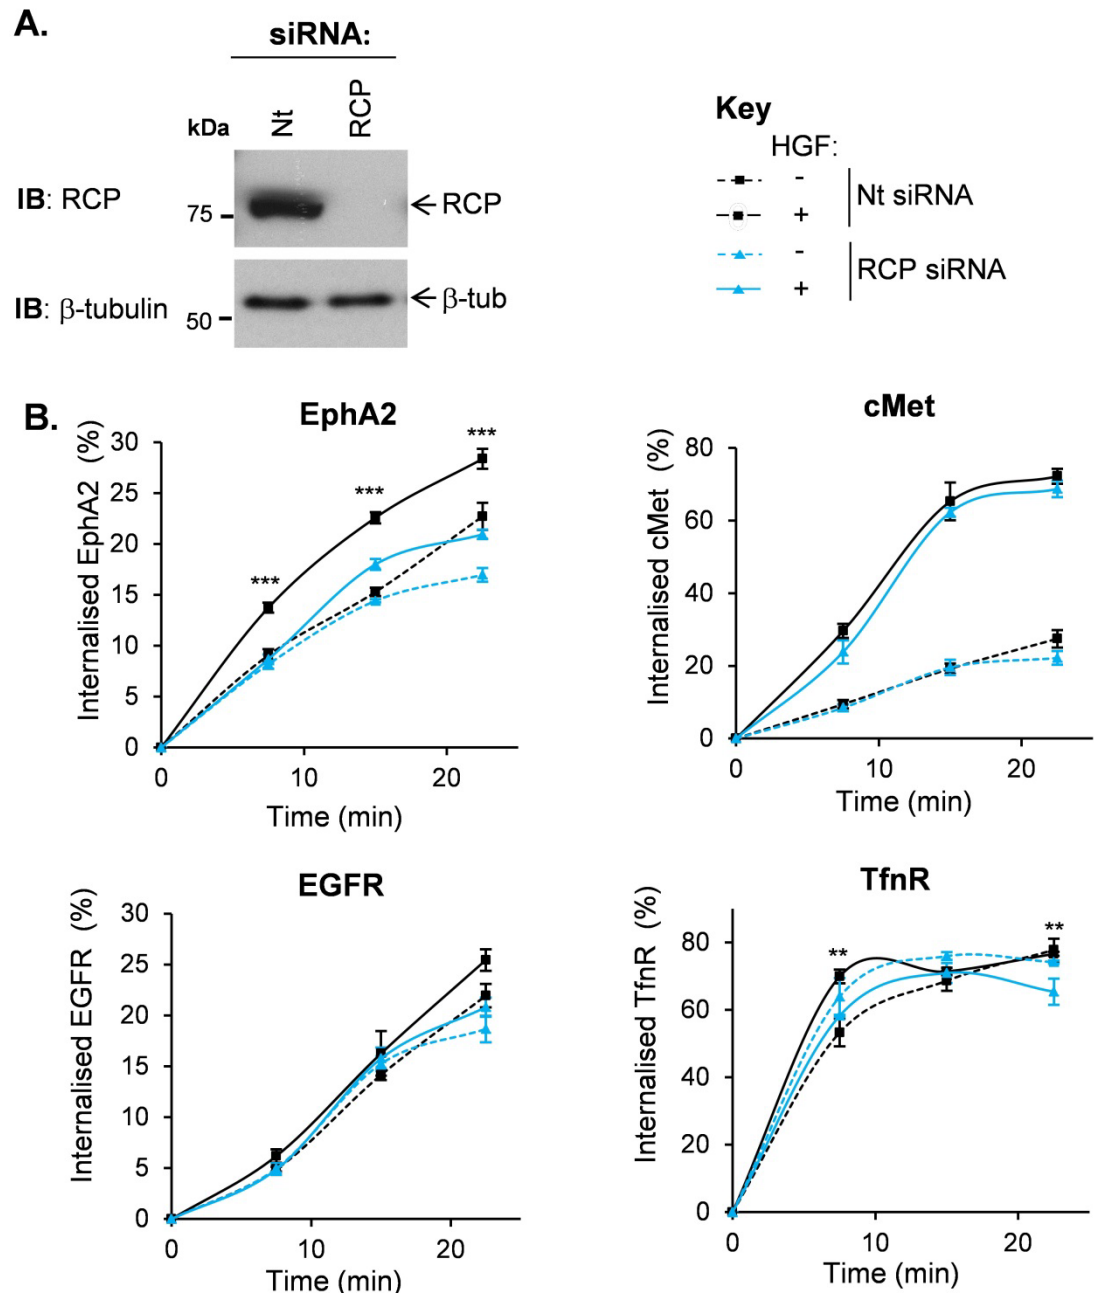 A.
siRNA:
kDa
Nt
RCP
IB: RCP
75
RCP
IB: β-tubulin
50
β-tub
Key
HGF:
-
+
Nt siRNA
-
+
RCP siRNA
B.
EphA2
Internalised EphA2 (%)
30
25
20
15
10
5
0
***
***
***
0 10 20
Time (min)
cMet
Internalised cMet (%)
80
60
40
20
0
0 10 20
Time (min)
EGFR
Internalised EGFR (%)
30
25
20
15
10
5
0
0 10 20
Time (min)
TfnR
Internalised TfnR (%)
80
60
40
20
0
**
**
0 10 20
Time (min)